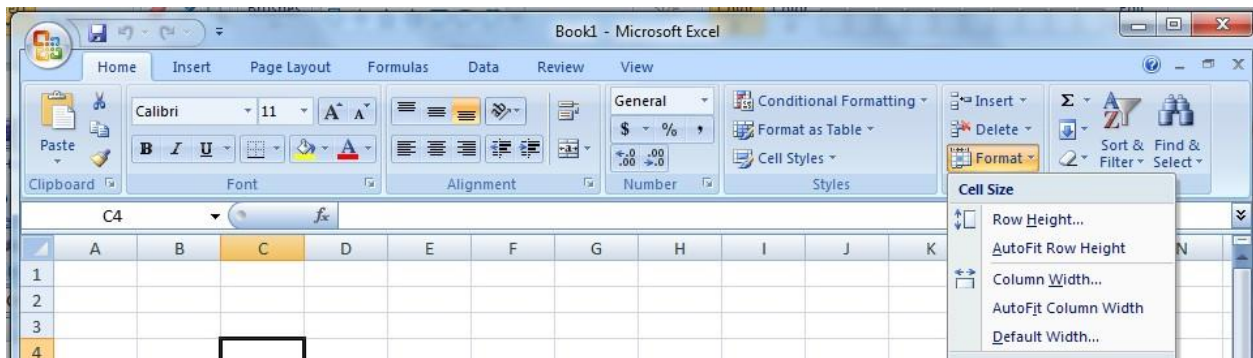 Book1 - Microsoft Excel
Home Insert Page Layout Formulas Data Review View
Calibri 11 A A General Conditional Formatting Insert Σ
Paste B I U A $ % , Format as Table Delete Sort & Find &
Cell Styles Format Filter Select
Clipboard Font Alignment Number Styles Cell Size
C4 fx Row Height...
A B C D E F G H I J K N AutoFit Row Height
1 Column Width...
2 AutoFit Column Width
3 Default Width...
4